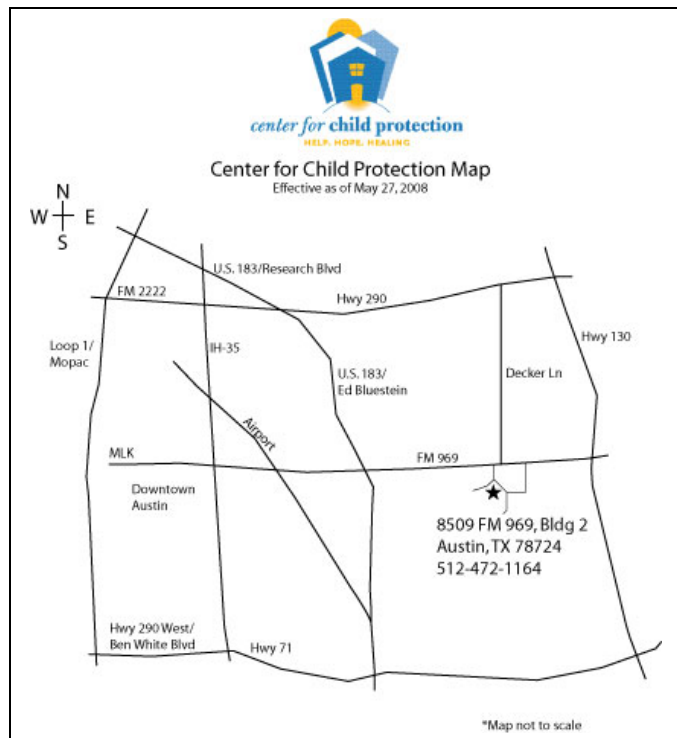 center for child protection
HELP. HOPE. HEALING
Center for Child Protection Map
Effective as of May 27, 2008
N
W E
S
U.S. 183/Research Blvd
FM 2222
Hwy 290
Loop 1/
Mopac
IH-35
Hwy 130
U.S. 183/
Ed Bluestein
Decker Ln
Airport
MLK
FM 969
Downtown
Austin
8509 FM 969, Bldg 2
Austin, TX 78724
512-472-1164
Hwy 290 West/
Ben White Blvd
Hwy 71
*Map not to scale